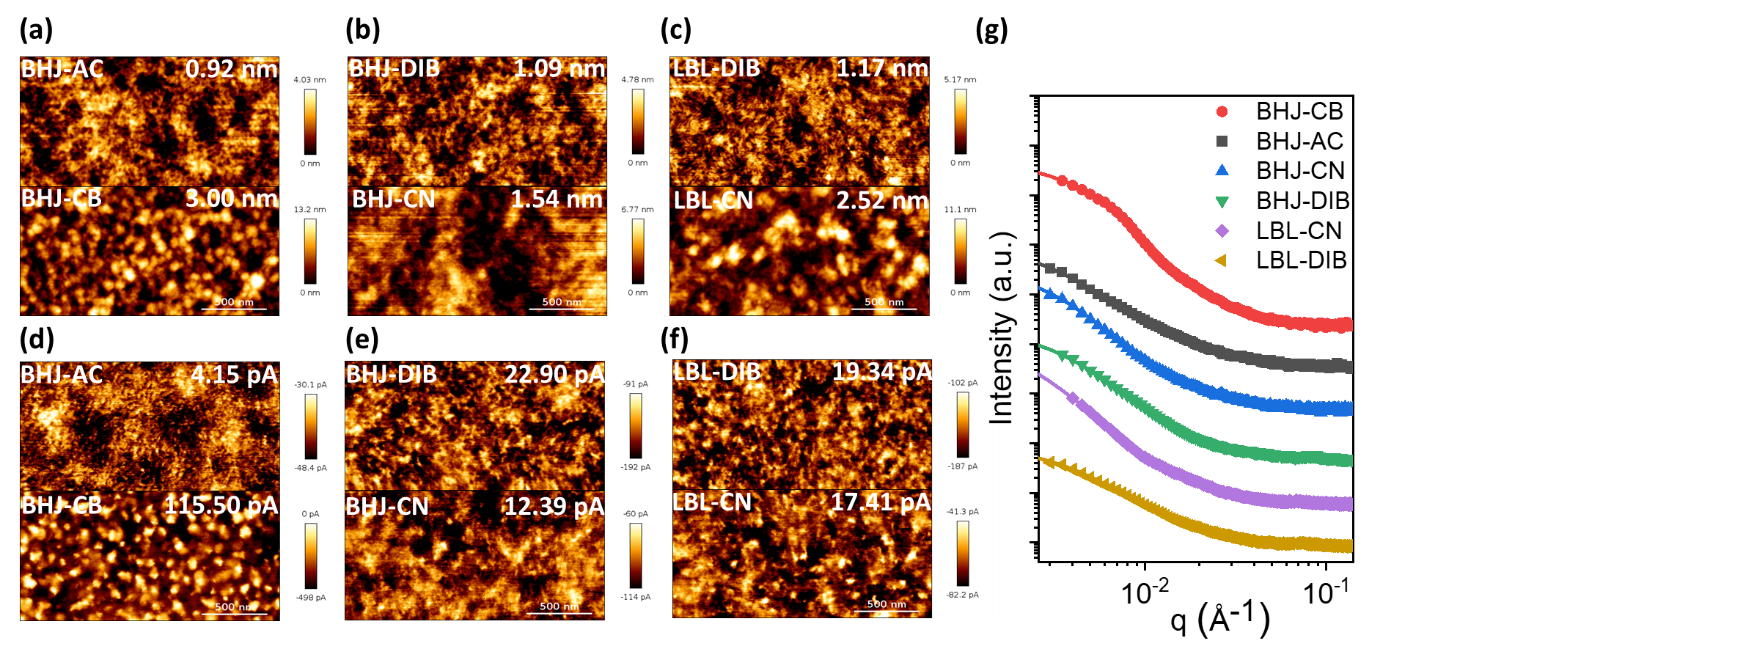 (a)
(b)
(c)
(g)
BHJ-AC 0.92 nm
4.03 nm
0 nm
BHJ-CB 3.00 nm
13.2 nm
0 nm
500 nm
BHJ-DIB 1.09 nm
4.78 nm
0 nm
BHJ-CN 1.54 nm
6.77 nm
0 nm
500 nm
LBL-DIB 1.17 nm
5.17 nm
0 nm
LBL-CN 2.52 nm
11.1 nm
0 nm
500 nm
(d)
(e)
(f)
BHJ-AC 4.15 pA
-30.1 pA
-48.4 pA
BHJ-CB 115.50 pA
0 pA
-498 pA
500 nm
BHJ-DIB 22.90 pA
-91 pA
-192 pA
BHJ-CN 12.39 pA
-60 pA
-114 pA
500 nm
LBL-DIB 19.34 pA
-102 pA
-187 pA
LBL-CN 17.41 pA
-41.3 pA
-82.2 pA
500 nm
BHJ-CB
BHJ-AC
BHJ-CN
BHJ-DIB
LBL-CN
LBL-DIB
Intensity (a.u.)
10-2 10-1
q (Å-1)